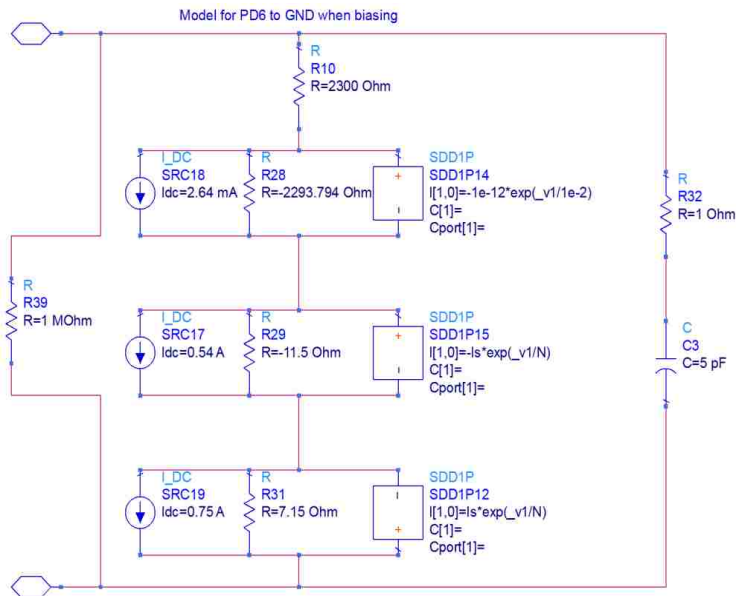 Model for PD6 to GND when biasing
R
R10
R=2300 Ohm
I_DC
SRC18
Idc=2.64 mA
R
R28
R=-2293.794 Ohm
SDD1P
SDD1P14
I[1,0]=-1e-12*exp(_v1/1e-2)
C[1]=
Cport[1]=
R
R32
R=1 Ohm
R
R39
R=1 MOhm
I_DC
SRC17
Idc=0.54 A
R
R29
R=-11.5 Ohm
SDD1P
SDD1P15
I[1,0]=-Is*exp(_v1/N)
C[1]=
Cport[1]=
C
C3
C=5 pF
I_DC
SRC19
Idc=0.75 A
R
R31
R=7.15 Ohm
SDD1P
SDD1P12
I[1,0]=Is*exp(_v1/N)
C[1]=
Cport[1]=